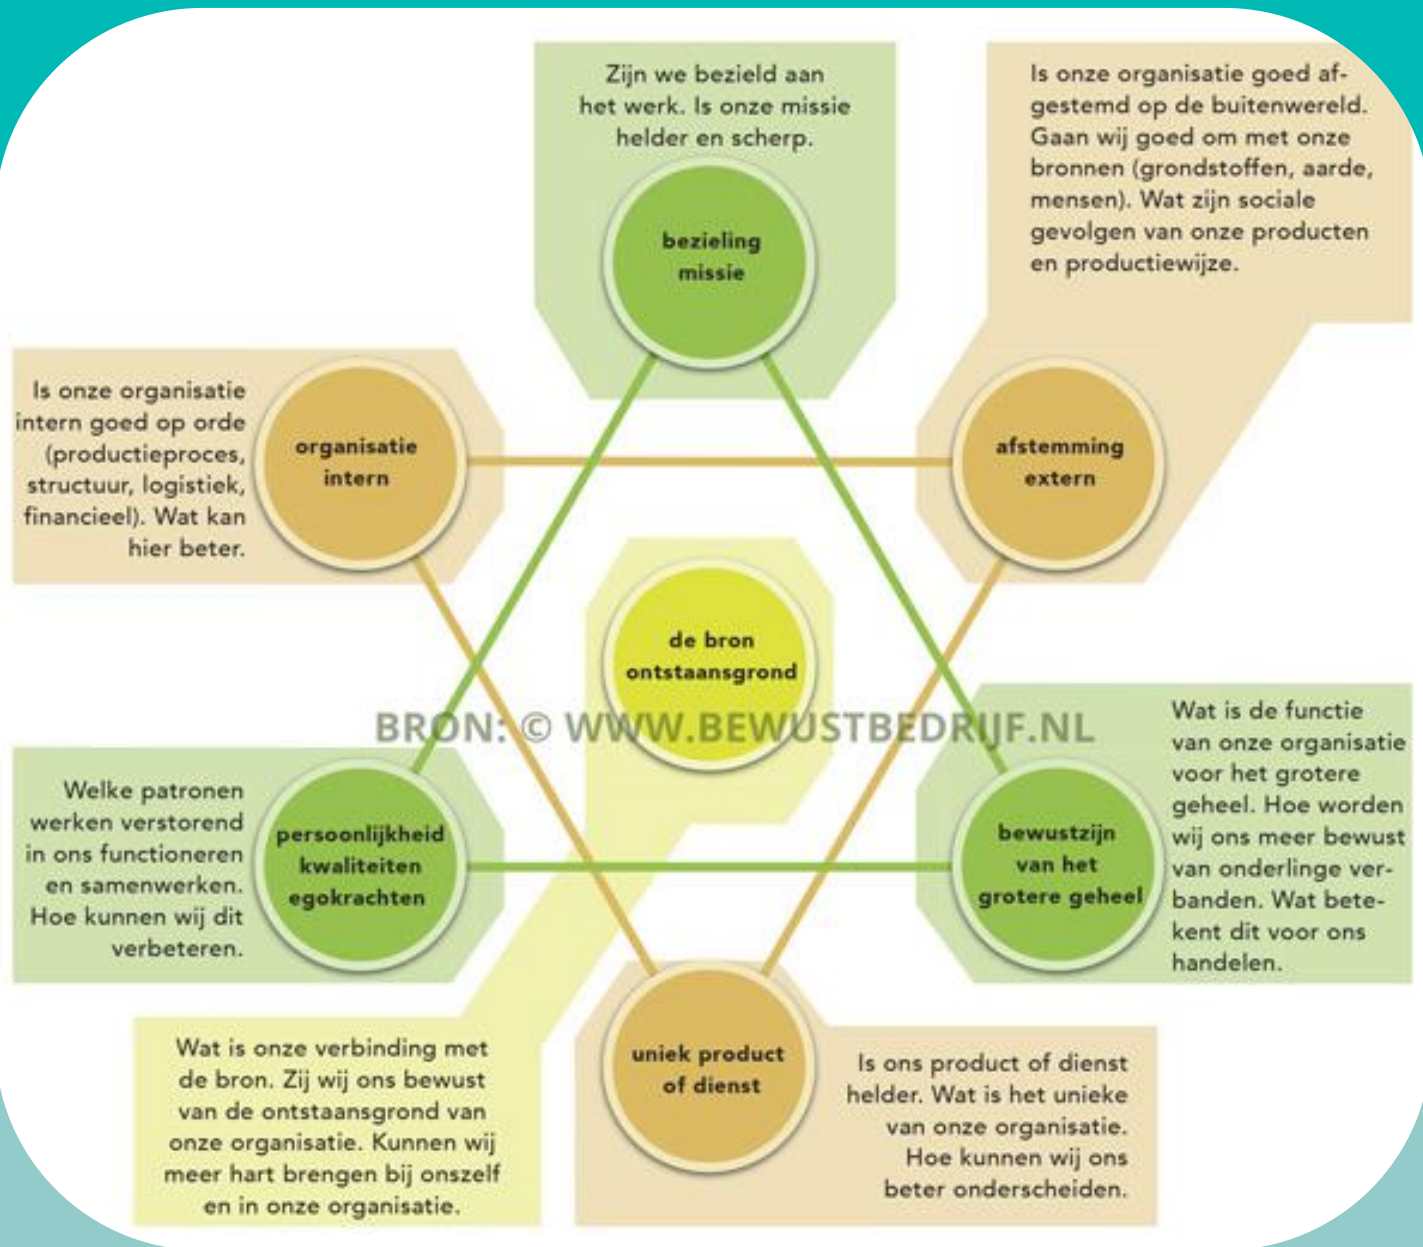 Zijn we bezield aan
het werk. Is onze missie
helder en scherp.
bezieling
missie
Is onze organisatie goed af-
gestemd op de buitenwereld.
Gaan wij goed om met onze
bronnen (grondstoffen, aarde,
mensen). Wat zijn sociale
gevolgen van onze producten
en productiewijze.
Is onze organisatie
intern goed op orde
(productieproces,
structuur, logistiek,
financieel). Wat kan
hier beter.
organisatie
intern
afstemming
extern
de bron
ontstaansgrond
BRON: © WWW.BEWUSTBEDRIJF.NL
Welke patronen
werken verstorend
in ons functioneren
en samenwerken.
Hoe kunnen wij dit
verbeteren.
persoonlijkheid
kwaliteiten
egokrachten
bewustzijn
van het
grotere geheel
Wat is de functie
van onze organisatie
voor het grotere
geheel. Hoe worden
wij ons meer bewust
van onderlinge ver-
banden. Wat bete-
kent dit voor ons
handelen.
Wat is onze verbinding met
de bron. Zij wij ons bewust
van de ontstaansgrond van
onze organisatie. Kunnen wij
meer hart brengen bij onszelf
en in onze organisatie.
uniek product
of dienst
Is ons product of dienst
helder. Wat is het unieke
van onze organisatie.
Hoe kunnen wij ons
beter onderscheiden.